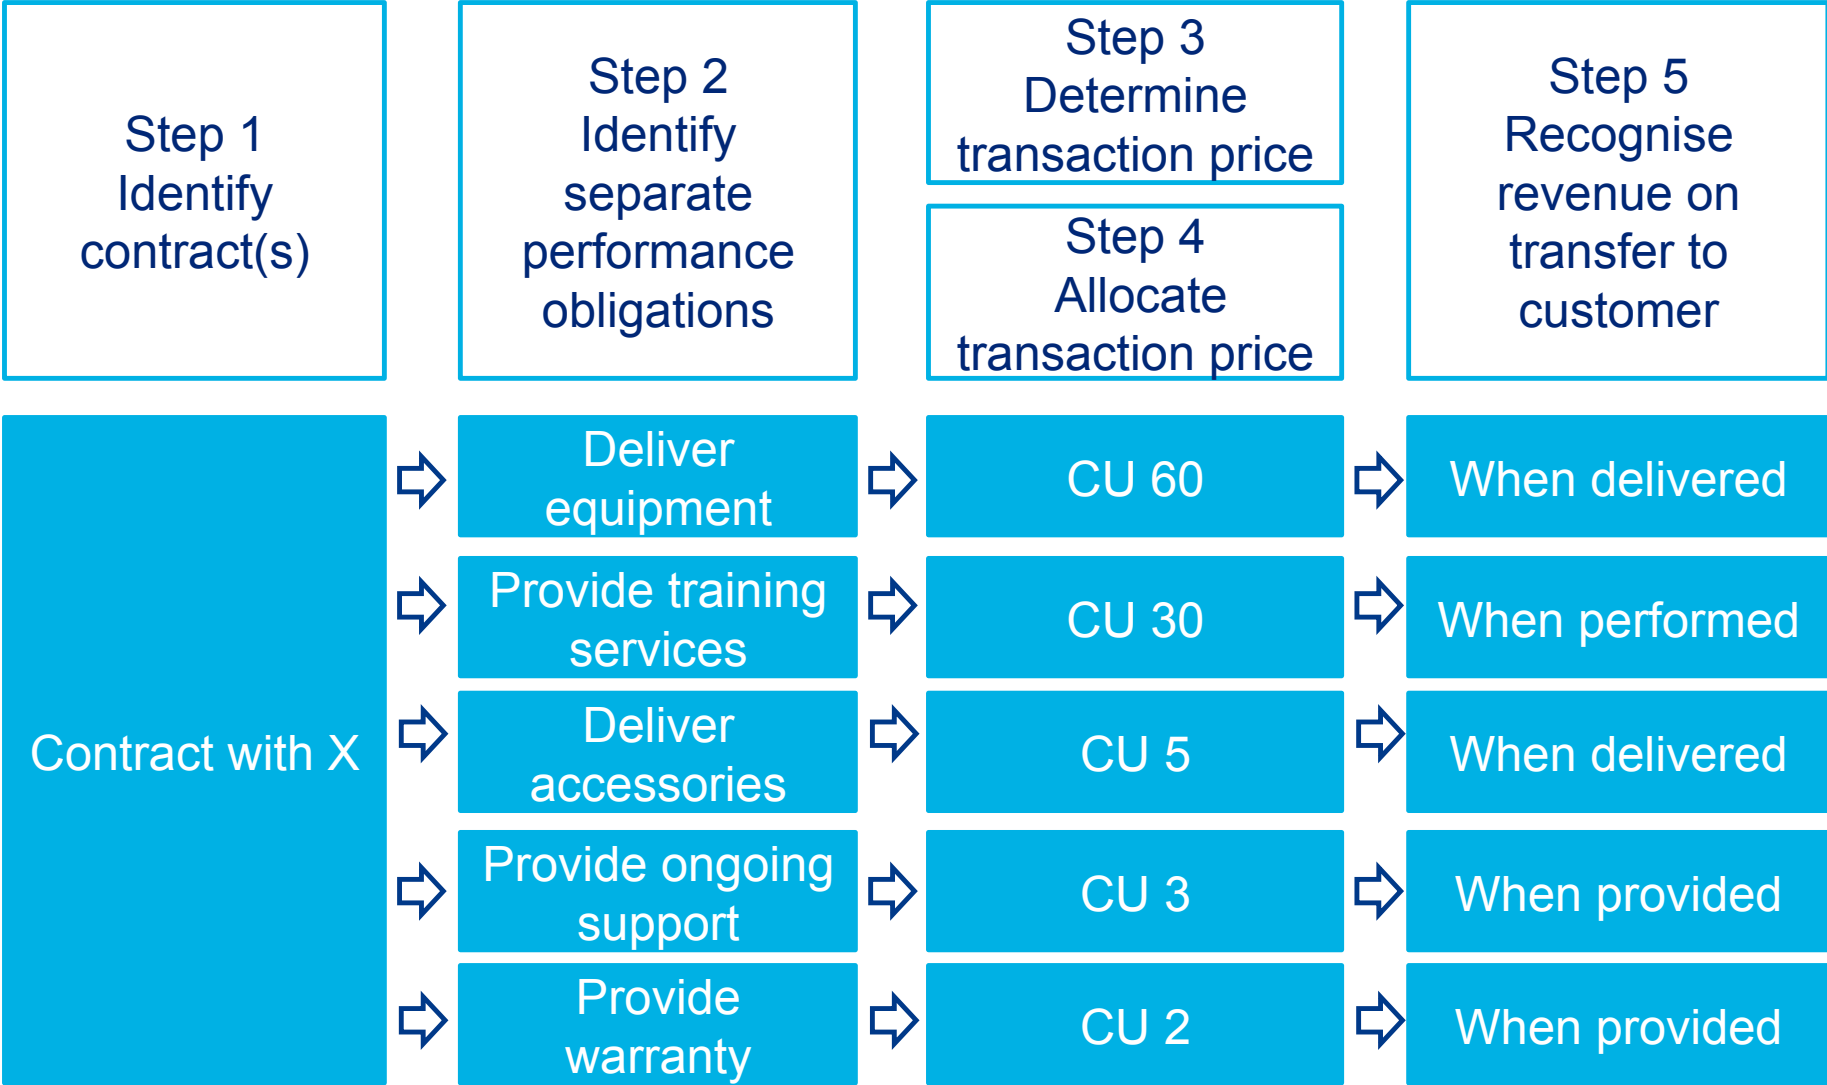 Step 1
Identify
contract(s)
Step 2
Identify
separate
performance
obligations
Step 3
Determine
transaction price
Step 4
Allocate
transaction price
Step 5
Recognise
revenue on
transfer to
customer
Contract with X
Deliver
equipment
CU 60
When delivered
Provide training
services
CU 30
When performed
Deliver
accessories
CU 5
When delivered
Provide ongoing
support
CU 3
When provided
Provide
warranty
CU 2
When provided